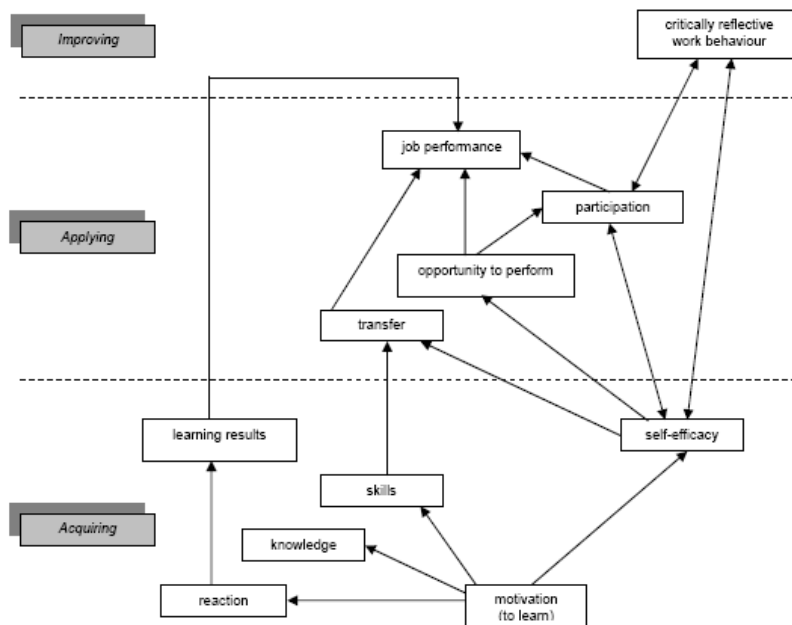 critically reflective
work behaviour
Improving
job performance
participation
Applying
opportunity to perform
transfer
learning results
self-efficacy
skills
Acquiring
knowledge
reaction
motivation
(to learn)